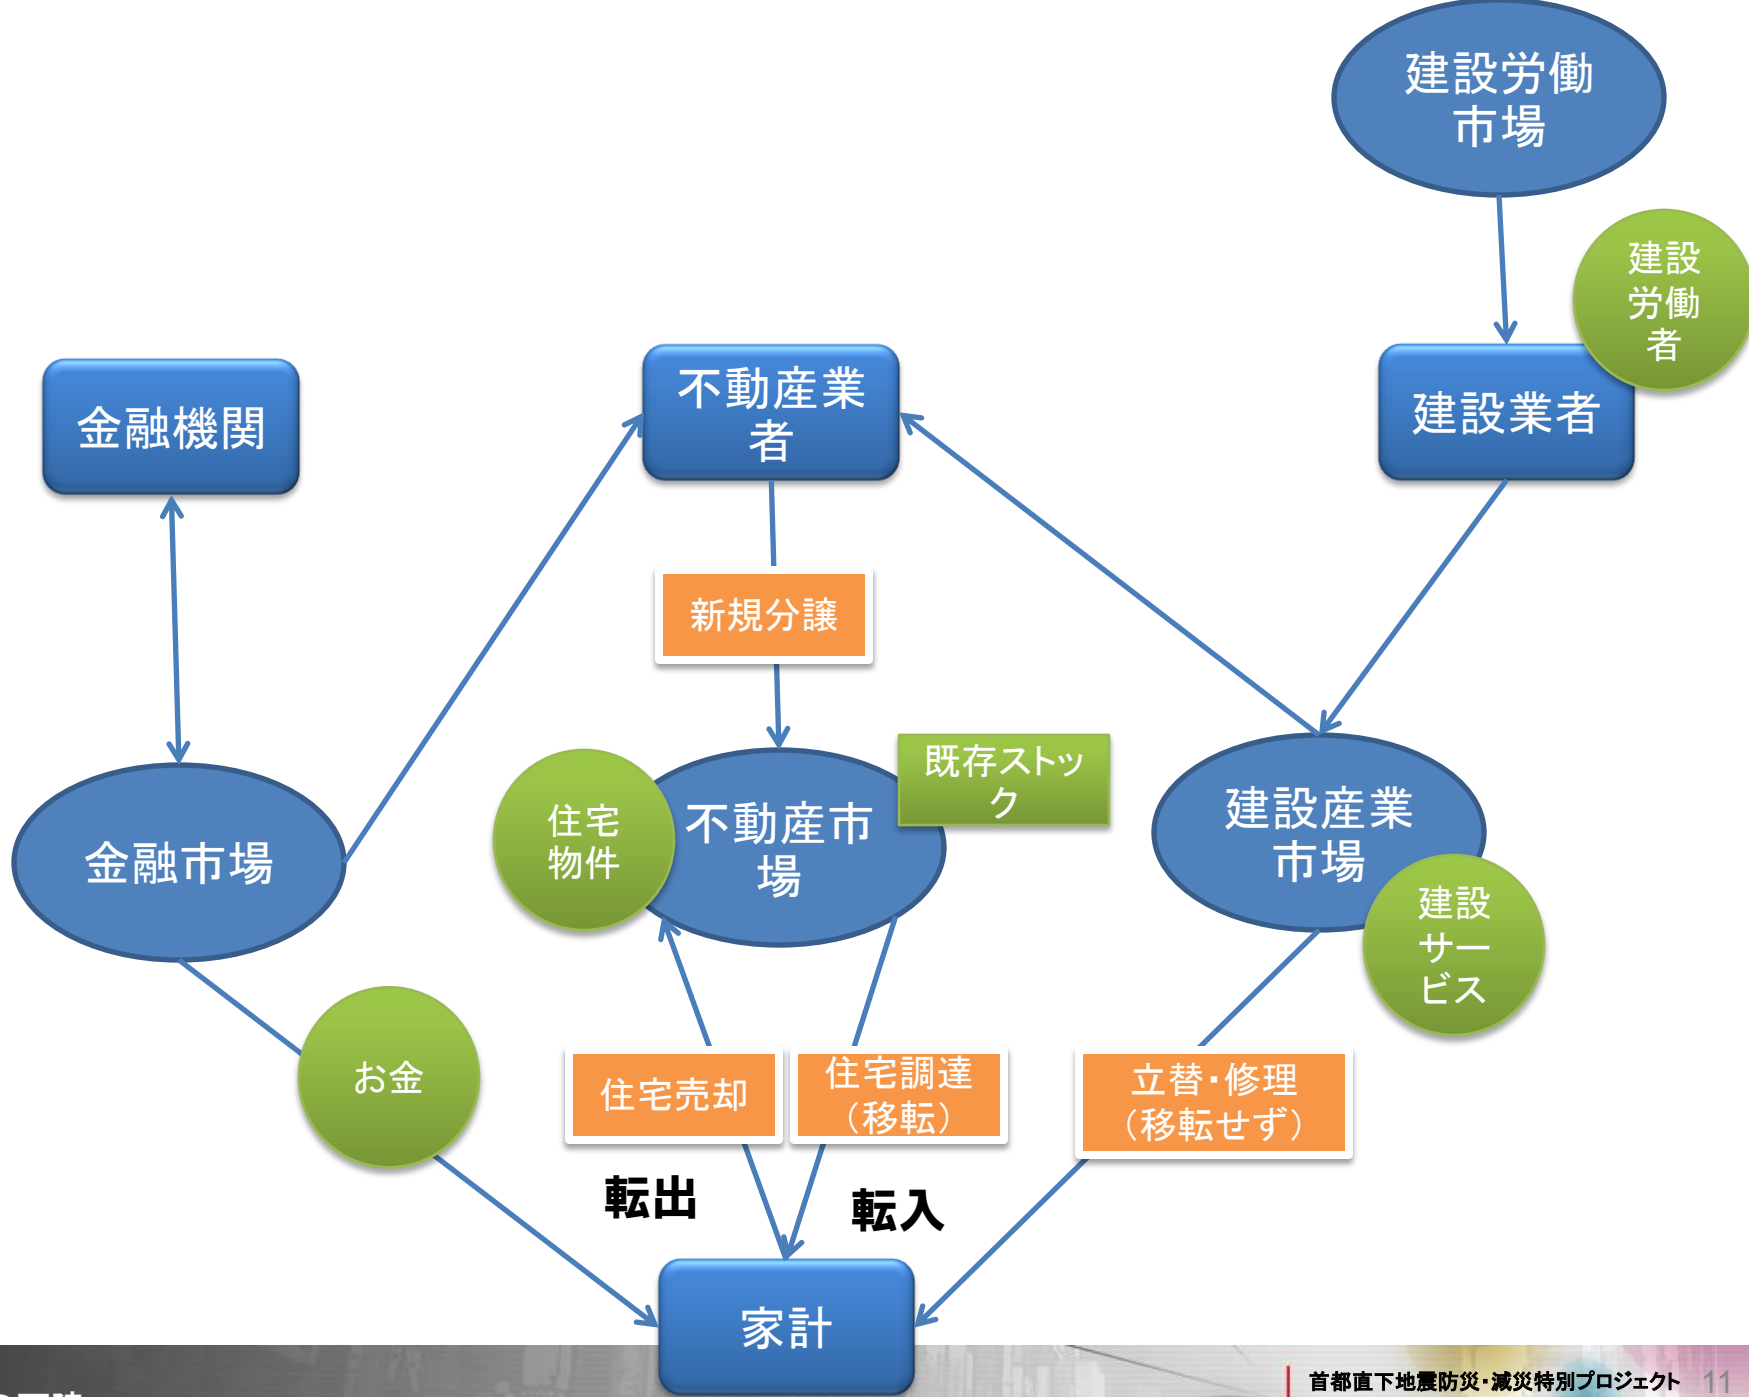 建設労働
市場
建設
労働
者
金融機関
不動産業
者
建設業者
新規分譲
既存ストッ
ク
住宅
物件
不動産市
場
建設産業
市場
金融市場
建設
サー
ビス
お金
住宅売却
住宅調達
（移転）
立替・修理
（移転せず）
転出
転入
家計
首都直下地震防災・減災特別プロジェクト
11